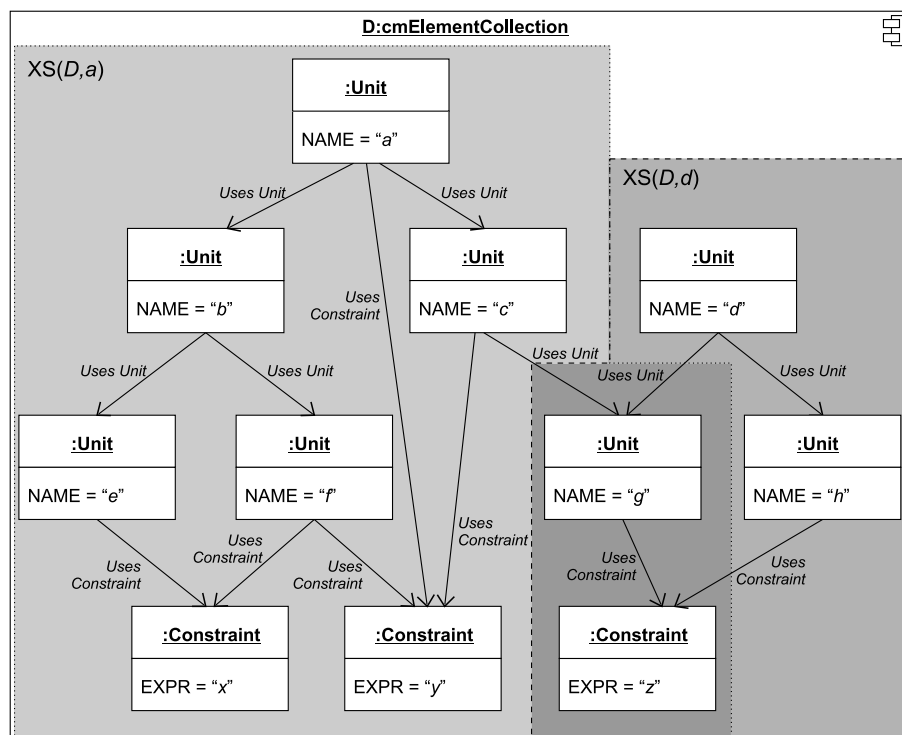 D:cmElementCollection
XS(D,a)
:Unit
NAME = “a”
XS(D,d)
Uses Unit
Uses Unit
:Unit
NAME = “b”
:Unit
NAME = “c”
:Unit
NAME = “d”
Uses
Constraint
Uses Unit
Uses Unit
Uses Unit
Uses Unit
Uses Unit
:Unit
NAME = “e”
:Unit
NAME = “f”
:Unit
NAME = “g”
:Unit
NAME = “h”
Uses
Constraint
Uses
Constraint
Uses
Constraint
Uses
Constraint
Uses
Constraint
Uses
Constraint
:Constraint
EXPR = “x”
:Constraint
EXPR = “y”
:Constraint
EXPR = “z”